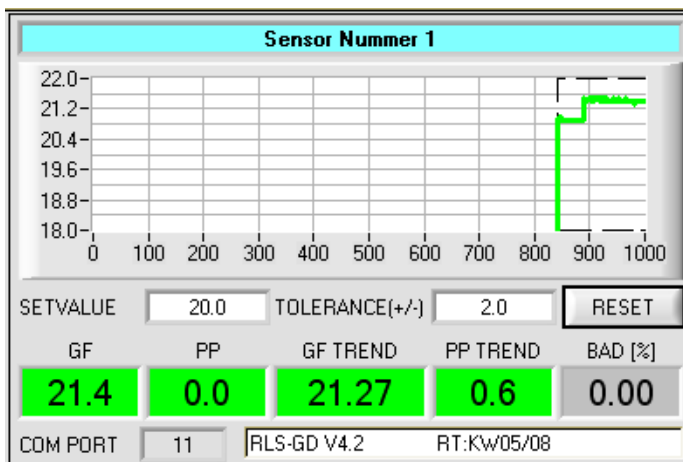 Sensor Nummer 1
22.0
21.2
20.4
19.6
18.8
18.0
0 100 200 300 400 500 600 700 800 900 1000
SETVALUE 20.0 TOLERANCE(+/-) 2.0 RESET
GF PP GF TREND PP TREND BAD [%]
21.4 0.0 21.27 0.6 0.00
COM PORT 11 RLS-GD V4.2 RT:KW05/08